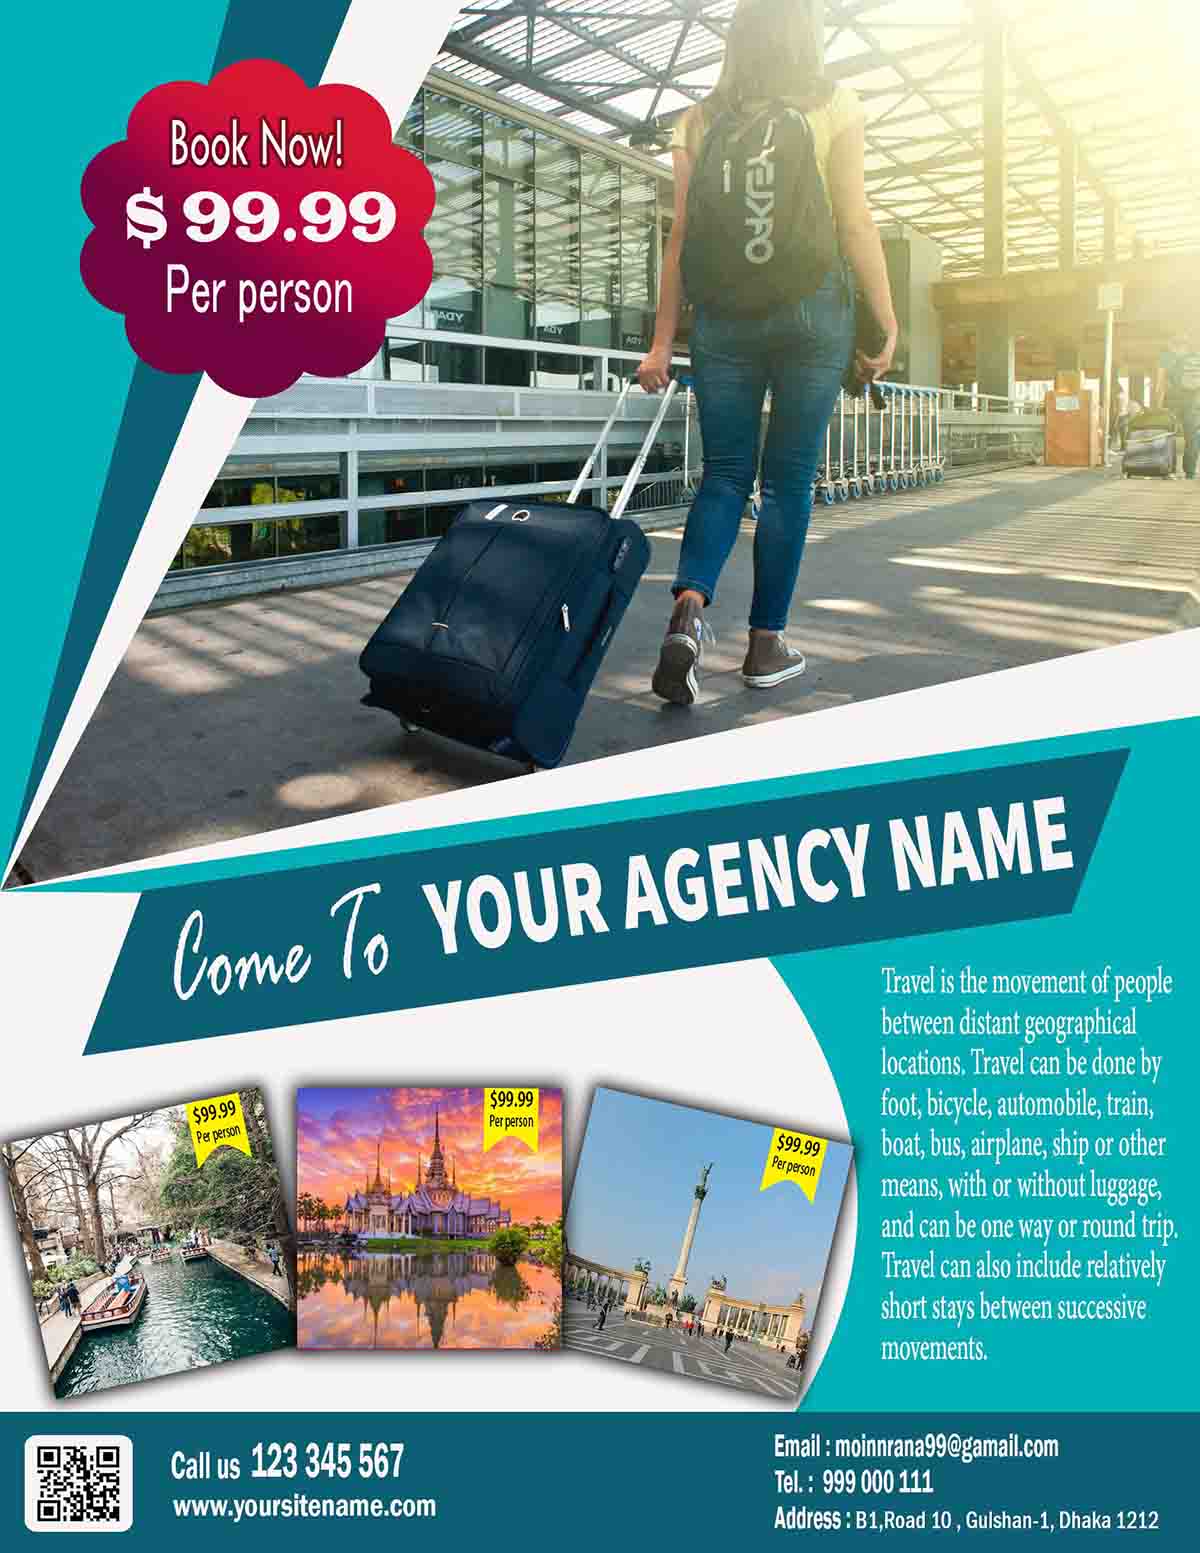 Book Now!
$ 99.99
Per person
Come To YOUR AGENCY NAME
Travel is the movement of people
between distant geographical
locations. Travel can be done by
foot, bicycle, automobile, train,
boat, bus, airplane, ship or other
means, with or without luggage,
and can be one way or round trip.
Travel can also include relatively
short stays between successive
movements.
$99.99
Per person
$99.99
Per person
$99.99
Per person
Call us 123 345 567
www.yoursitename.com
Email : moinnrana99@gamail.com
Tel. : 999 000 111
Address : B1,Road 10 , Gulshan-1, Dhaka 1212